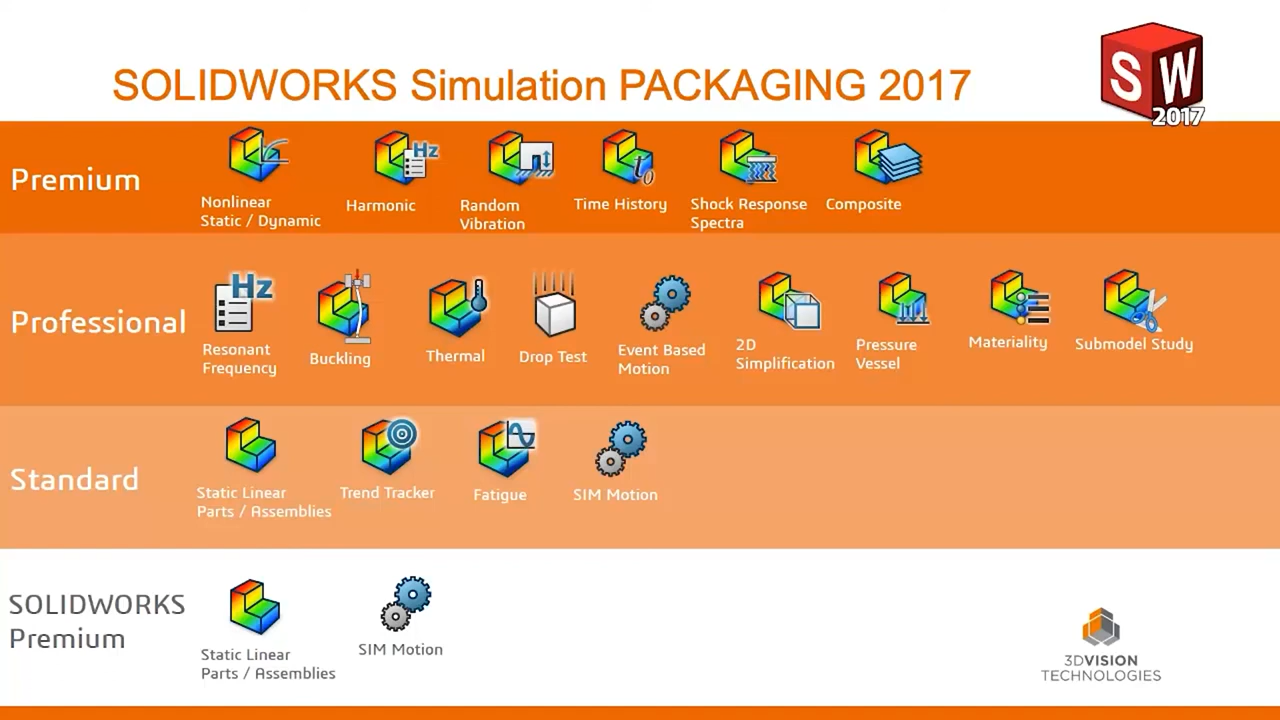 SOLIDWORKS Simulation PACKAGING 2017
SW
2017
Premium
Nonlinear
Static / Dynamic
Hz
Harmonic
Random
Vibration
t0
Time History
Shock Response
Spectra
Composite
Professional
Hz
Resonant
Frequency
Buckling
Thermal
Drop Test
Event Based
Motion
2D
Simplification
Pressure
Vessel
Materiality
Submodel Study
Standard
Static Linear
Parts / Assemblies
Trend Tracker
Fatigue
SIM Motion
SOLIDWORKS
Premium
Static Linear
Parts / Assemblies
SIM Motion
3DVISION
TECHNOLOGIES